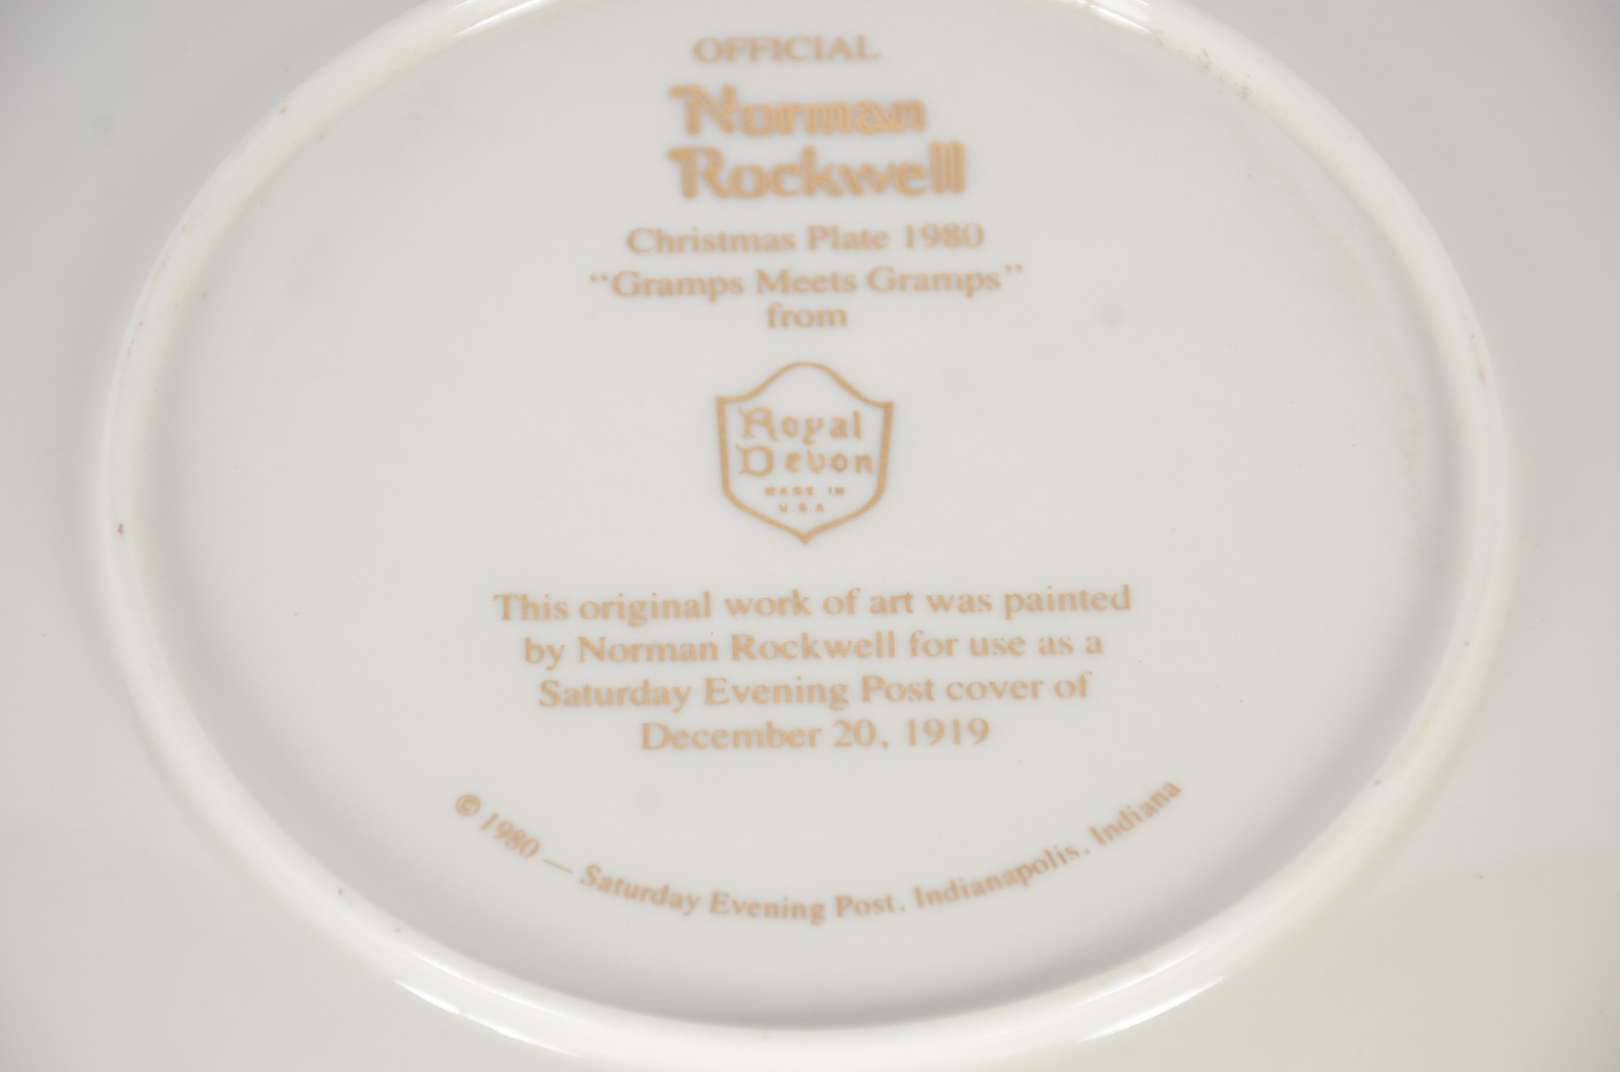 OFFICIAL
Norman
Rockwell
Christmas Plate 1980
“Gramps Meets Gramps”
from
Royal
Devon
MADE IN
U.S.A
This original work of art was painted
by Norman Rockwell for use as a
Saturday Evening Post cover of
December 20, 1919
© 1980 — Saturday Evening Post. Indianapolis. Indiana